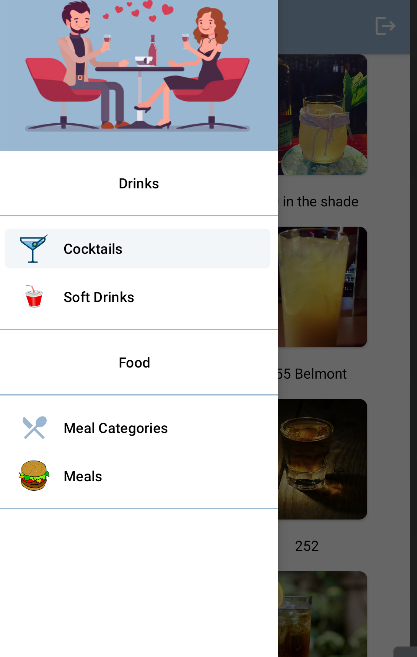 Drinks
Cocktails
Soft Drinks
Food
Meal Categories
Meals
in the shade
55 Belmont
252